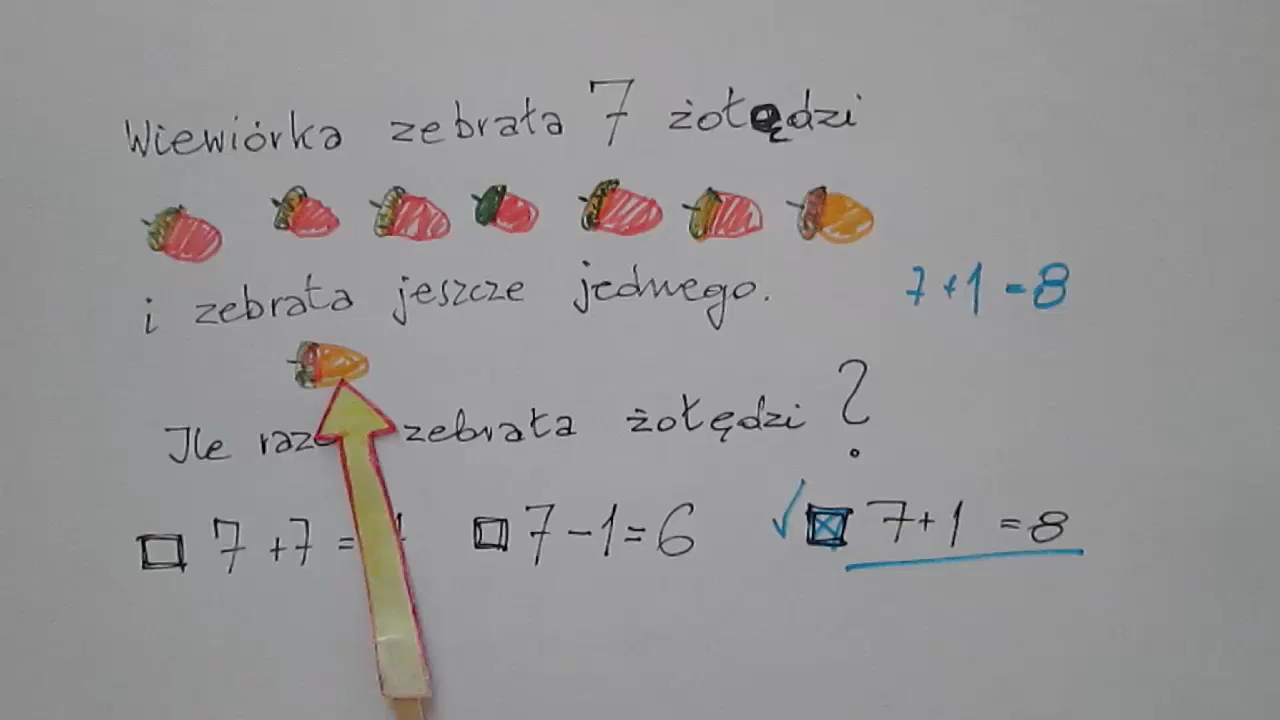 Wiewiórka zebrała 7 żołędzi
i zebrała jeszcze jednego.
7+1=8
Ile zebrała żołędzi?
☐ 7+7=
☐ 7-1=6
✓ ☒ 7+1=8